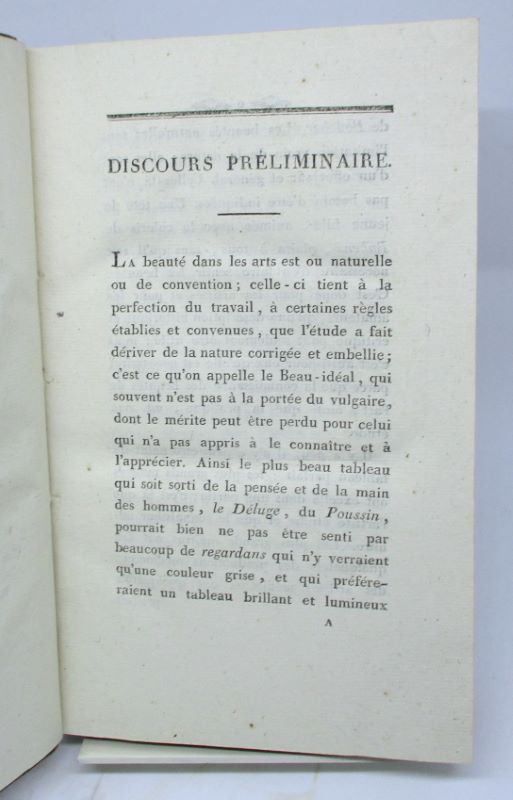 DISCOURS PRÉLIMINAIRE.
LA beauté dans les arts est ou naturelle
ou de convention ; celle-ci tient à la
perfection du travail , à certaines règles
établies et convenues , que l'étude a fait
dériver de la nature corrigée et embellie ;
c'est ce qu'on appelle le Beau-idéal , qui
souvent n'est pas à la portée du vulgaire ,
dont le mérite peut être perdu pour celui
qui n'a pas appris à le connaître et à
l'apprécier. Ainsi le plus beau tableau
qui soit sorti de la pensée et de la main
des hommes , le Déluge , du Poussin ,
pourrait bien ne pas être senti par
beaucoup de regardans qui n'y verraient
qu'une couleur grise , et qui préfére-
raient un tableau brillant et lumineux
A